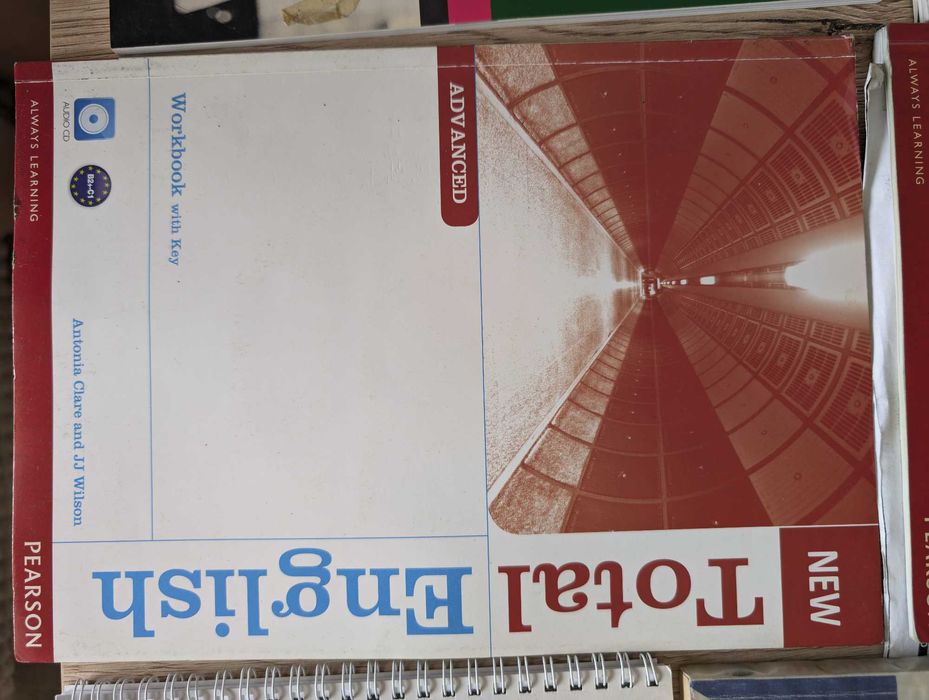 NEW
Total English
ADVANCED
Workbook with Key
AUDIO CD
B2+-C1
Antonia Clare and JJ Wilson
ALWAYS LEARNING
PEARSON
ALWAYS LEARNING